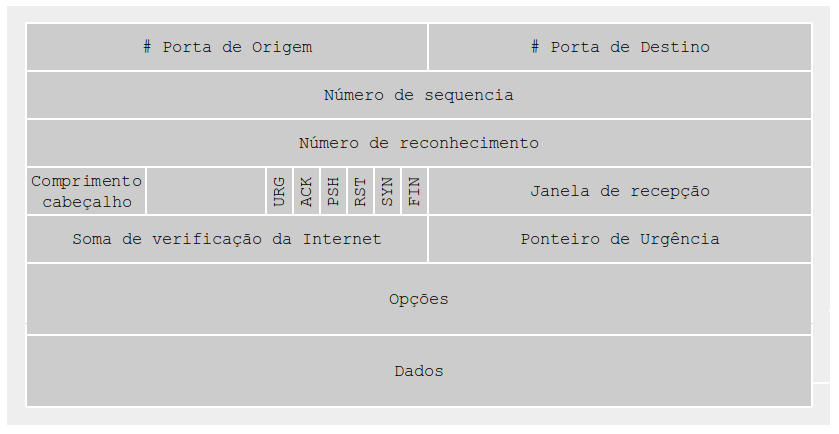 # Porta de Origem
# Porta de Destino
Número de sequencia
Número de reconhecimento
Comprimento
cabeçalho
URG
ACK
PSH
RST
SYN
FIN
Janela de recepção
Soma de verificação da Internet
Ponteiro de Urgência
Opções
Dados